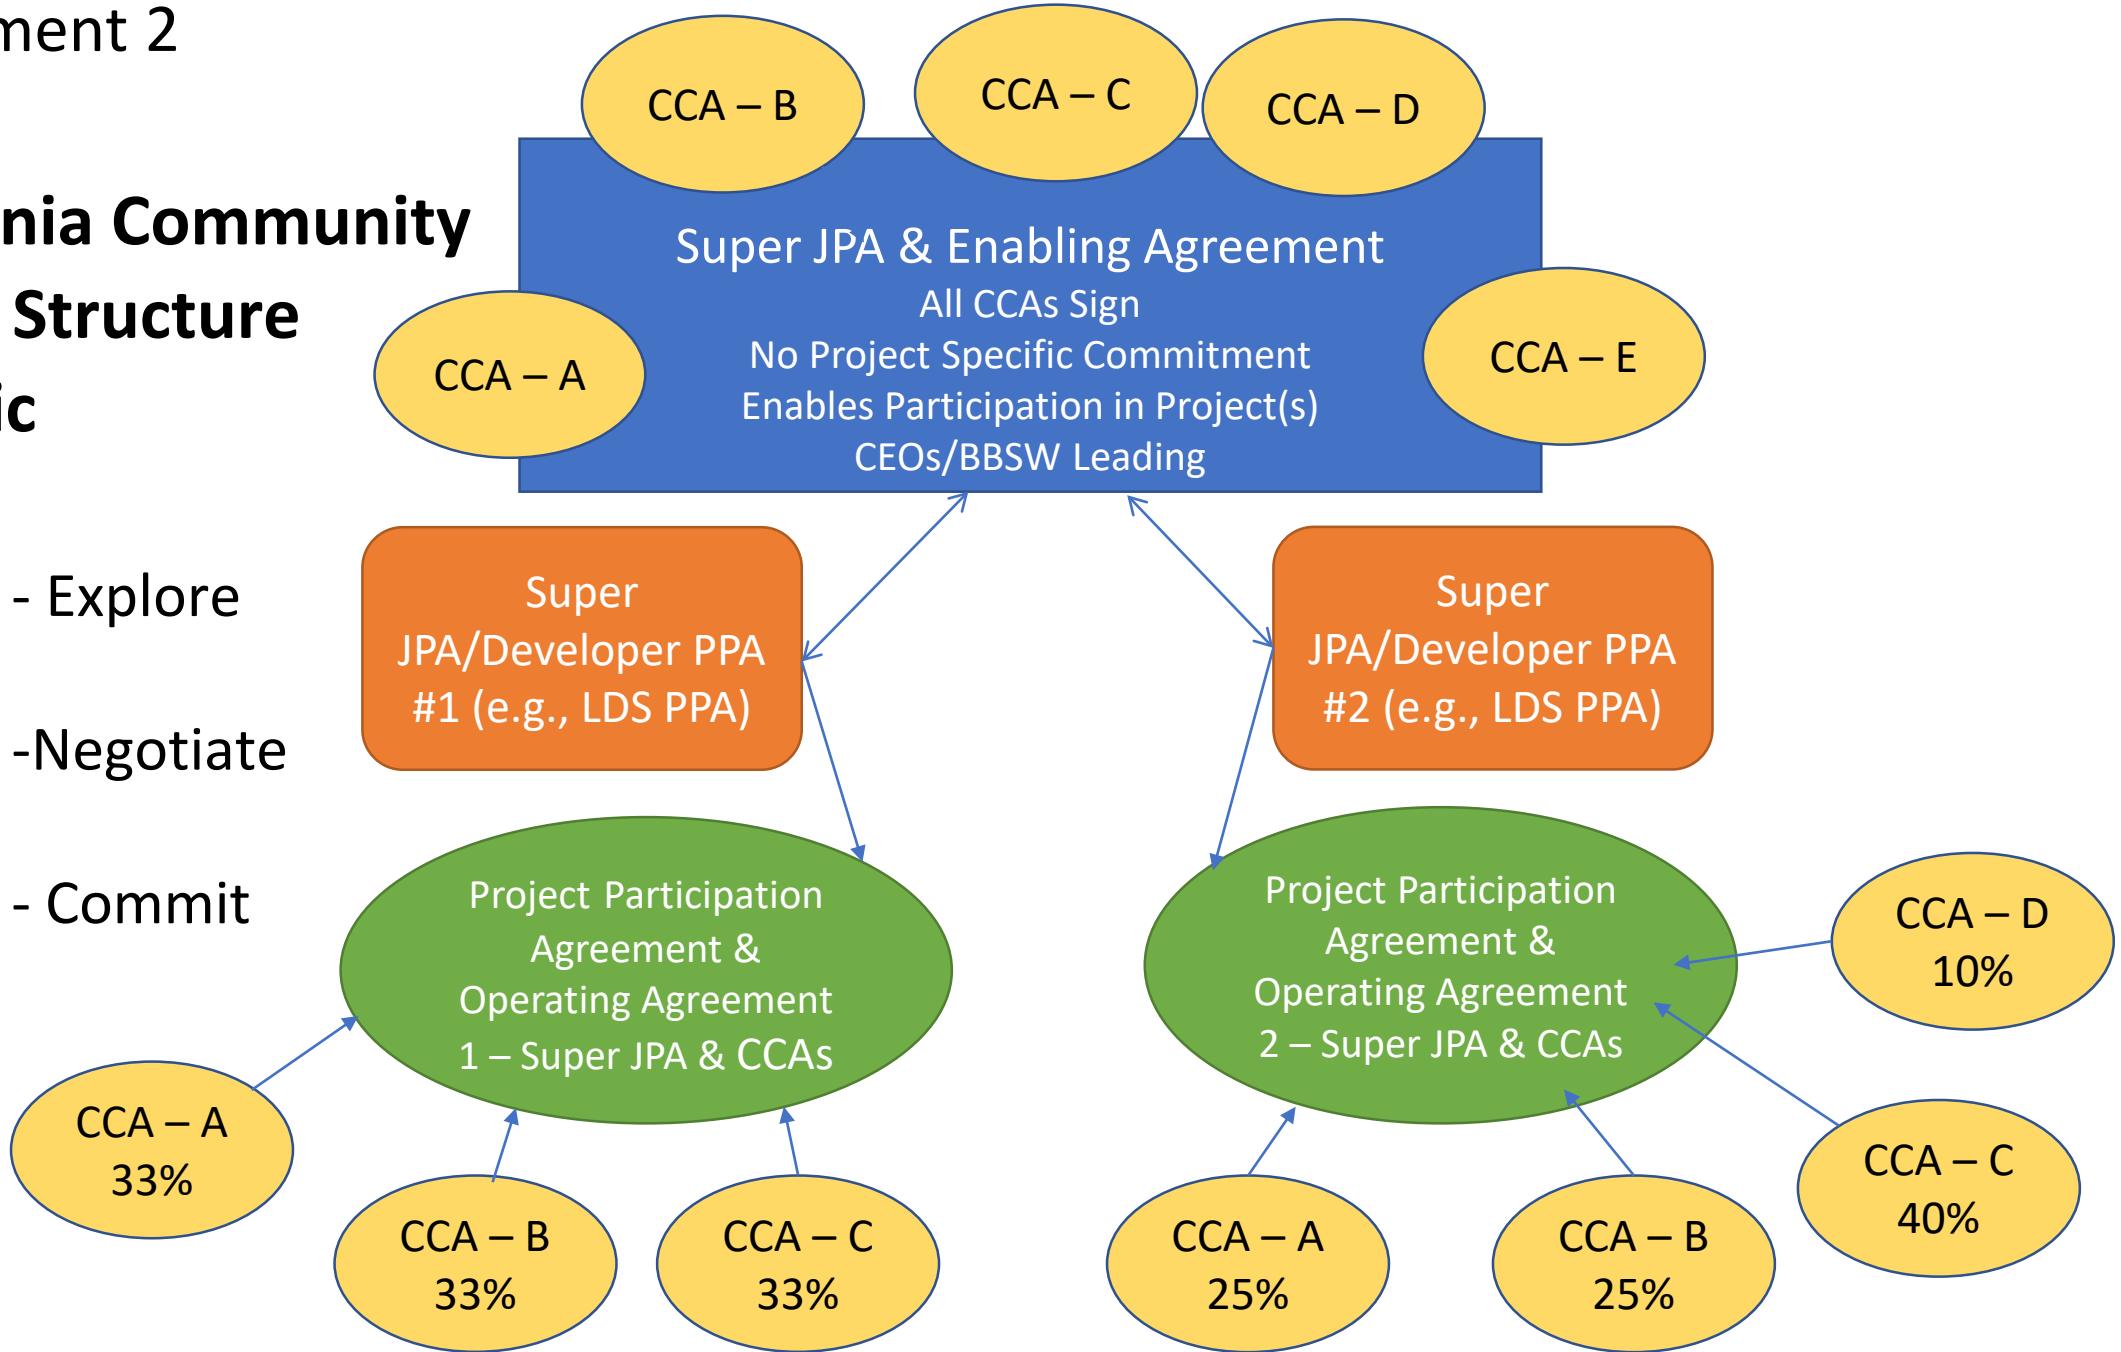 ment 2
nia Community
Structure
ic
- Explore
-Negotiate
- Commit
CCA – B
CCA – C
CCA – D
CCA – A
CCA – E
Super JPA & Enabling Agreement
All CCAs Sign
No Project Specific Commitment
Enables Participation in Project(s)
CEOs/BBSW Leading
Super
JPA/Developer PPA
#1 (e.g., LDS PPA)
Super
JPA/Developer PPA
#2 (e.g., LDS PPA)
Project Participation
Agreement &
Operating Agreement
1 – Super JPA & CCAs
Project Participation
Agreement &
Operating Agreement
2 – Super JPA & CCAs
CCA – A
33%
CCA – B
33%
CCA – C
33%
CCA – A
25%
CCA – B
25%
CCA – C
40%
CCA – D
10%